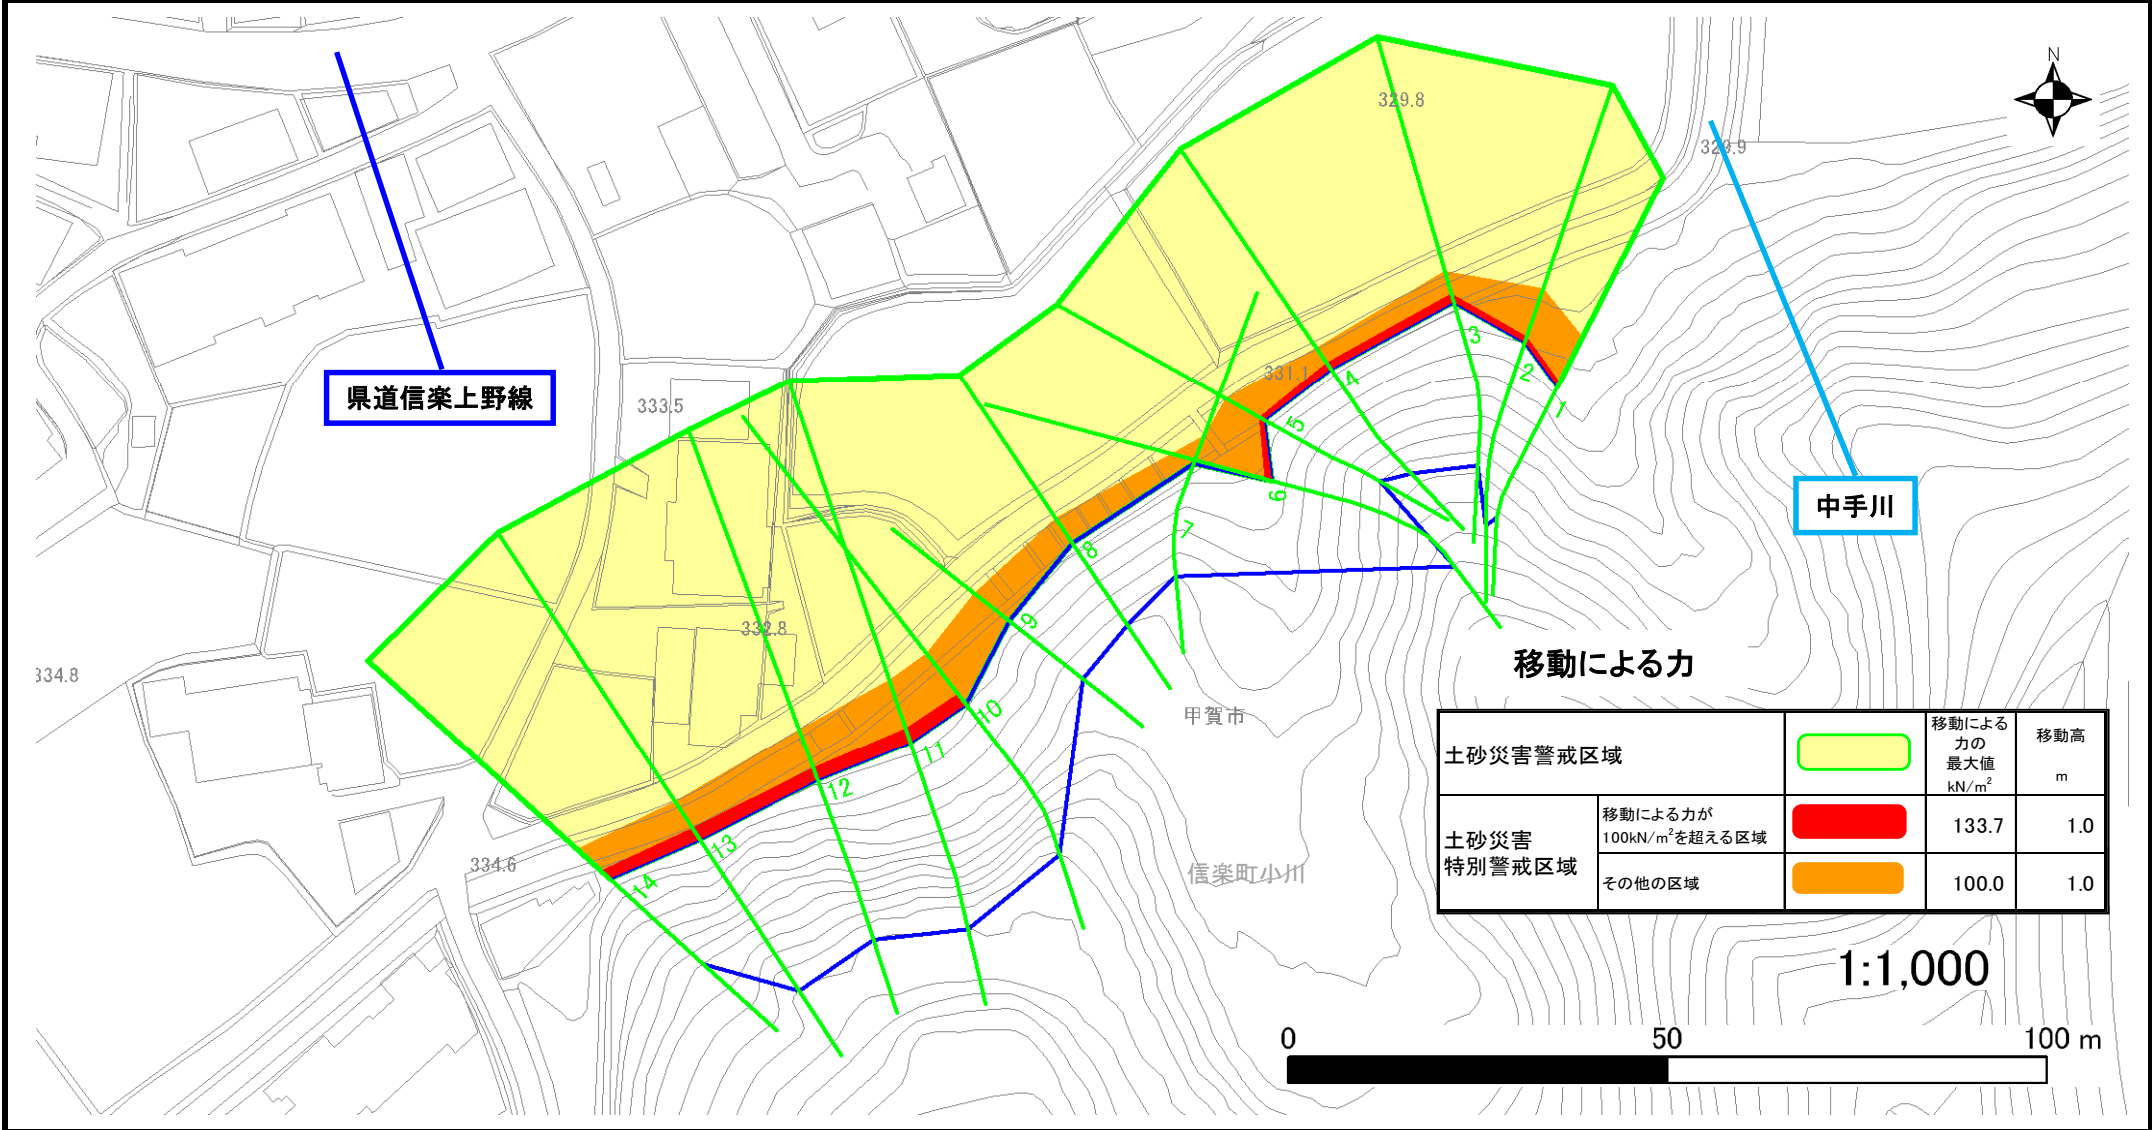 N
329.8
329.9
県道信楽上野線
333.5
331.1
3
4
2
1
5
6
中手川
7
8
9
332.8
334.8
移動による力
甲賀市
10
11
12
13
14
334.6
信楽町小川
土砂災害警戒区域
移動による
力の
最大値
kN/m²
移動高
m
土砂災害
特別警戒区域
移動による力が
100kN/m²を超える区域
133.7
1.0
その他の区域
100.0
1.0
1:1,000
0 50 100 m